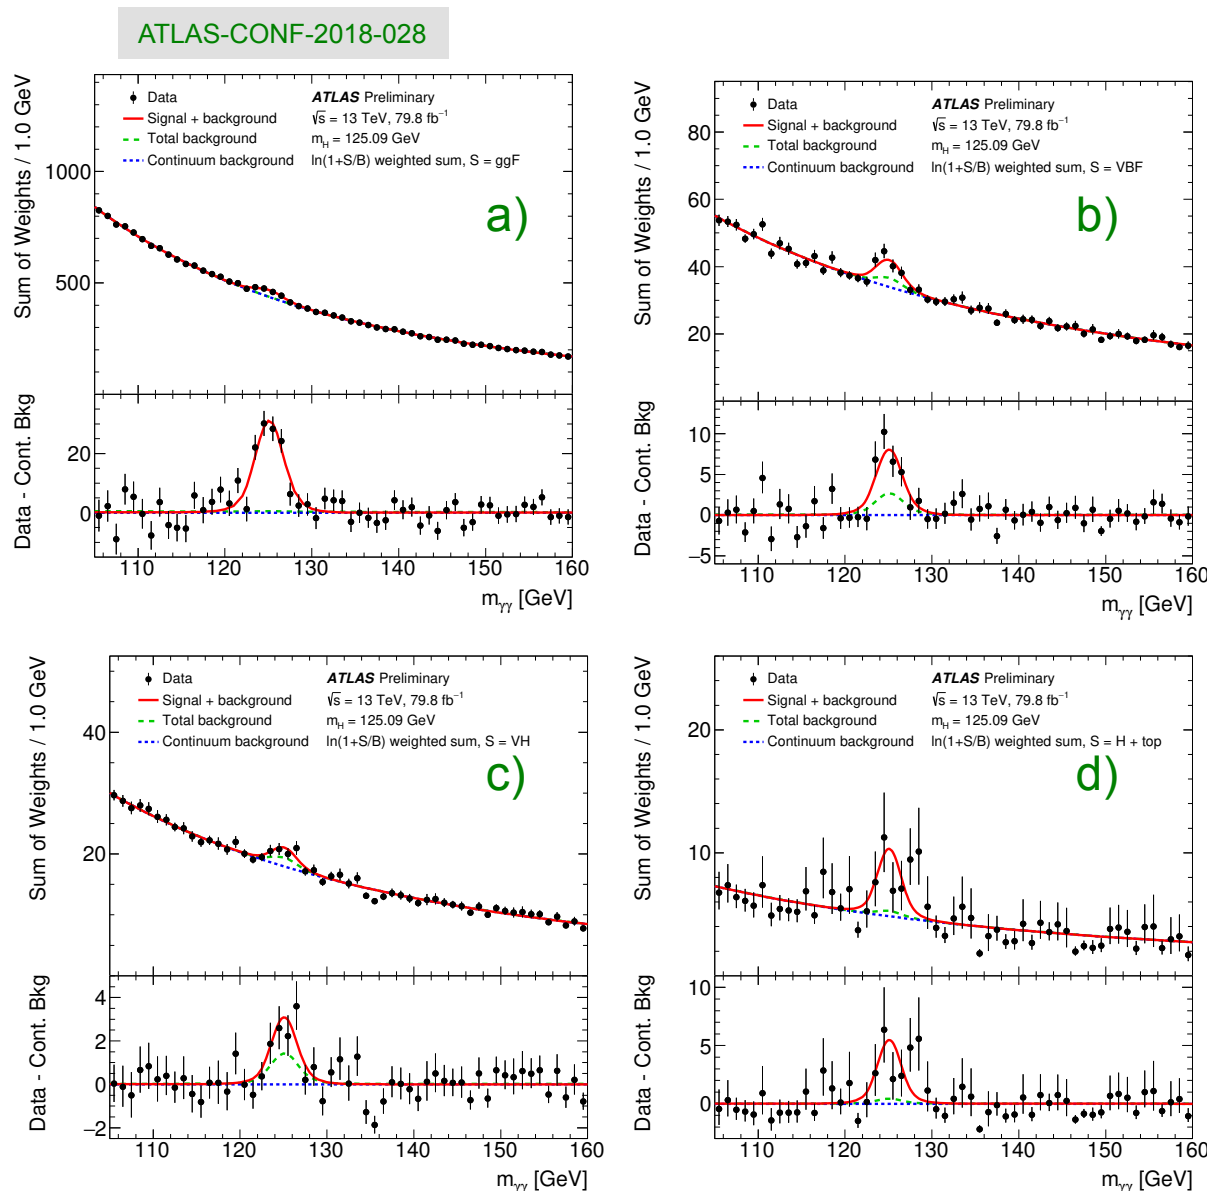 ATLAS-CONF-2018-028
Sum of Weights / 1.0 GeV
1000
500
Data
Signal + background
Total background
Continuum background
ATLAS Preliminary
√s = 13 TeV, 79.8 fb⁻¹
m_H = 125.09 GeV
ln(1+S/B) weighted sum, S = ggF
a)
Data - Cont. Bkg
20
0
110 120 130 140 150 160
m_γγ [GeV]
Sum of Weights / 1.0 GeV
80
60
40
20
Data
Signal + background
Total background
Continuum background
ATLAS Preliminary
√s = 13 TeV, 79.8 fb⁻¹
m_H = 125.09 GeV
ln(1+S/B) weighted sum, S = VBF
b)
Data - Cont. Bkg
10
5
0
−5
110 120 130 140 150 160
m_γγ [GeV]
Sum of Weights / 1.0 GeV
40
20
Data
Signal + background
Total background
Continuum background
ATLAS Preliminary
√s = 13 TeV, 79.8 fb⁻¹
m_H = 125.09 GeV
ln(1+S/B) weighted sum, S = VH
c)
Data - Cont. Bkg
4
2
0
−2
110 120 130 140 150 160
m_γγ [GeV]
Sum of Weights / 1.0 GeV
20
10
Data
Signal + background
Total background
Continuum background
ATLAS Preliminary
√s = 13 TeV, 79.8 fb⁻¹
m_H = 125.09 GeV
ln(1+S/B) weighted sum, S = H + top
d)
Data - Cont. Bkg
10
5
0
110 120 130 140 150 160
m_γγ [GeV]